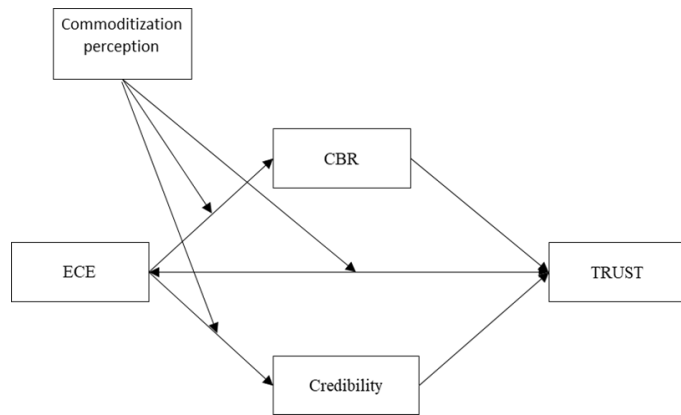 Commoditization
perception
CBR
ECE
TRUST
Credibility